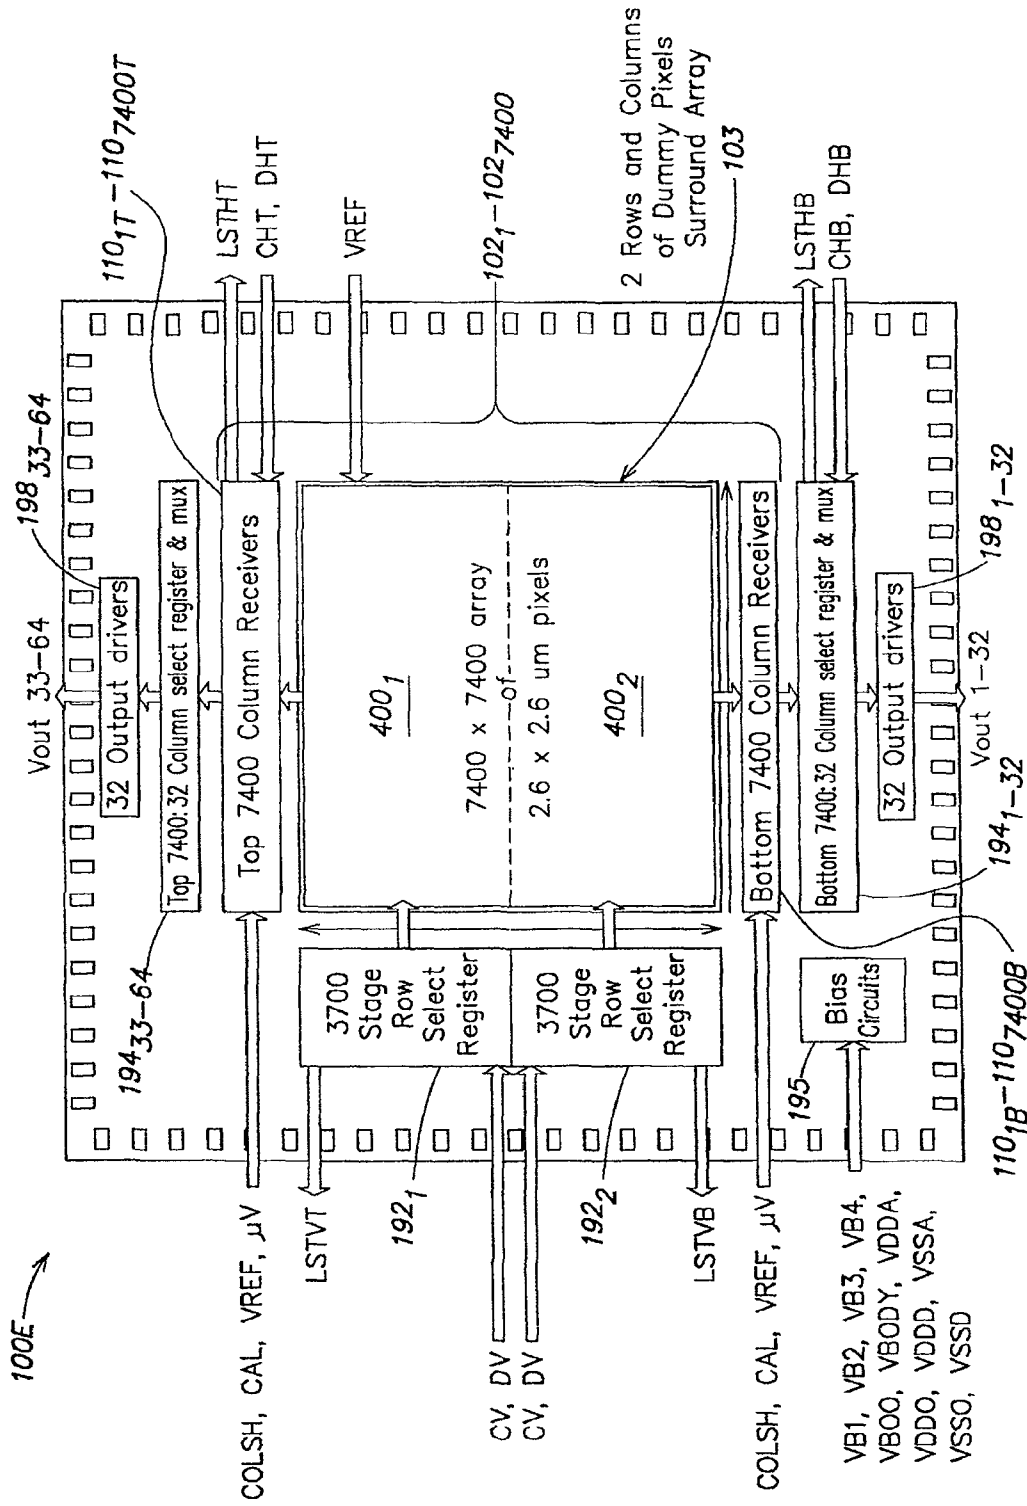 100E
Vout 33-64
198 33-64
32 Output drivers
Top 7400:32 Column select register & mux
194 33-64
110 1T - 110 7400T
Top 7400 Column Receivers
COLSH, CAL, VREF, µV
LSTHT
CHT, DHT
VREF
102 1 - 102 7400
LSTVT
192 1
3700
Stage
Row
Select
Register
400 1
7400 x 7400 array
of
2.6 x 2.6 um pixels
400 2
2 Rows and Columns
of Dummy Pixels
Surround Array
103
CV, DV
CV, DV
3700
Stage
Row
Select
Register
192 2
LSTVB
COLSH, CAL, VREF, µV
Bottom 7400 Column Receivers
110 1B - 110 7400B
Bottom 7400:32 Column select register & mux
194 1-32
LSTHB
CHB, DHB
Bias
Circuits
195
VB1, VB2, VB3, VB4,
VBOO, VBODY, VDDA,
VDDO, VDDD, VSSA,
VSSO, VSSD
32 Output drivers
198 1-32
Vout 1-32